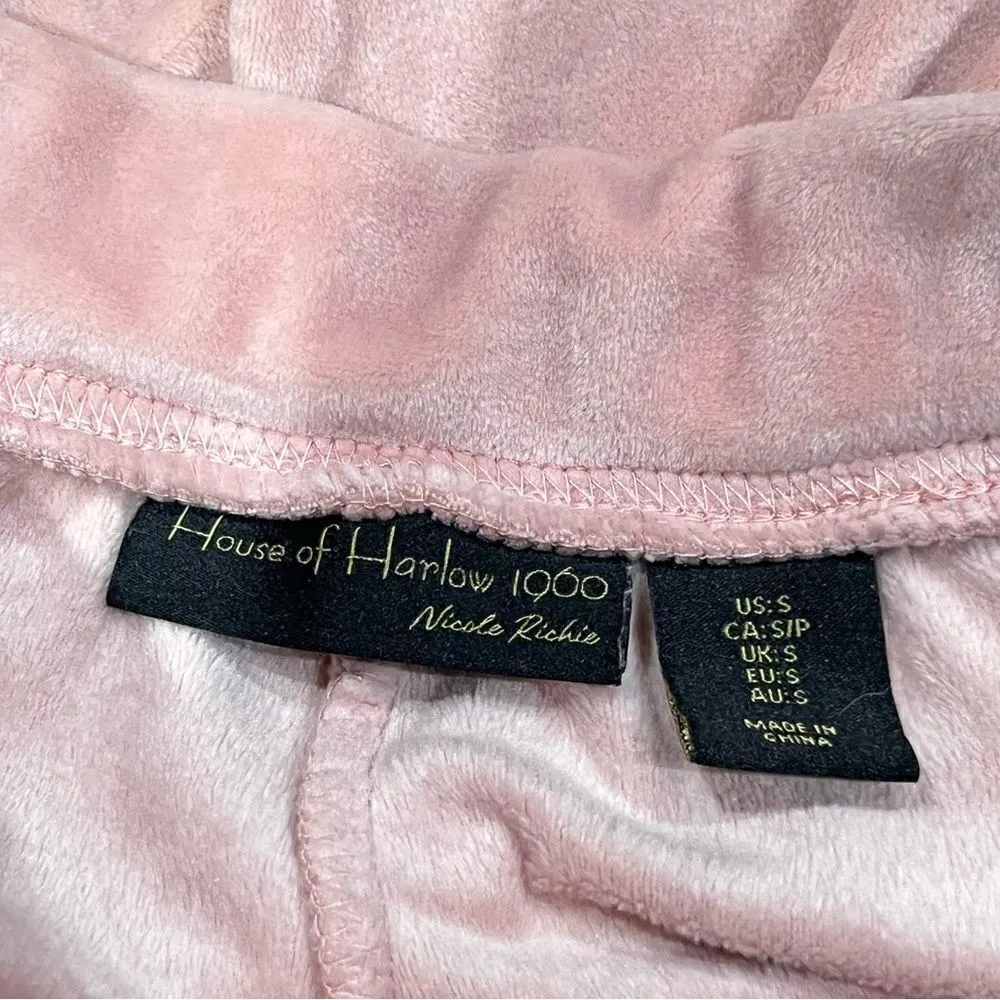 House of Harlow 1960
Nicole Richie
US: S
CA: S/P
UK: S
EU: S
AU: S
MADE IN
CHINA